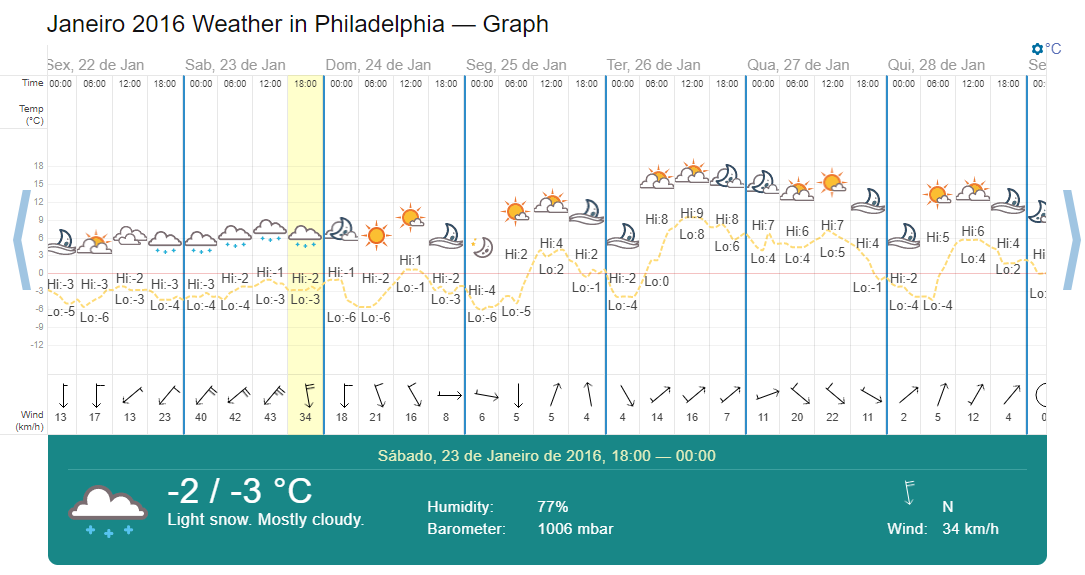 Janeiro 2016 Weather in Philadelphia — Graph
°C
Sex, 22 de Jan Sab, 23 de Jan Dom, 24 de Jan Seg, 25 de Jan Ter, 26 de Jan Qua, 27 de Jan Qui, 28 de Jan Se
Time 00:00 06:00 12:00 18:00 00:00 06:00 12:00 18:00 00:00 06:00 12:00 18:00 00:00 06:00 12:00 18:00 00:00 06:00 12:00 18:00 00:00 06:00 12:00 18:00 00:00 06:00 12:00 18:00 00:
Temp
(°C)
18
15
12
9
6
3
0
-3
-6
-9
-12
Hi:-3 Hi:-3 Hi:-2 Hi:-3 Hi:-3 Hi:-2 Hi:-1 Hi:-2 Hi:-1 Hi:-2 Hi:1 Hi:-2 Hi:-4 Hi:2 Hi:4 Hi:2 Hi:-2 Hi:8 Hi:9 Hi:8 Hi:7 Hi:6 Hi:7 Hi:4 Hi:-2 Hi:5 Hi:6 Hi:4 Hi
Lo:-5 Lo:-6 Lo:-3 Lo:-4 Lo:-4 Lo:-4 Lo:-3 Lo:-3 Lo:-6 Lo:-6 Lo:-1 Lo:-3 Lo:-6 Lo:-5 Lo:2 Lo:-1 Lo:-4 Lo:0 Lo:8 Lo:6 Lo:4 Lo:4 Lo:5 Lo:-1 Lo:-4 Lo:-4 Lo:4 Lo:2 Lo:
Wind
(km/h)
13 17 13 23 40 42 43 34 18 21 16 8 6 5 5 4 4 14 16 7 11 20 22 11 2 5 12 4 0
Sábado, 23 de Janeiro de 2016, 18:00 — 00:00
-2 / -3 °C
Light snow. Mostly cloudy.
Humidity: 77%
Barometer: 1006 mbar
N
Wind: 34 km/h